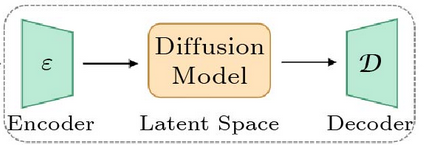 ε
Diffusion
Model
𝒟
Encoder
Latent Space
Decoder